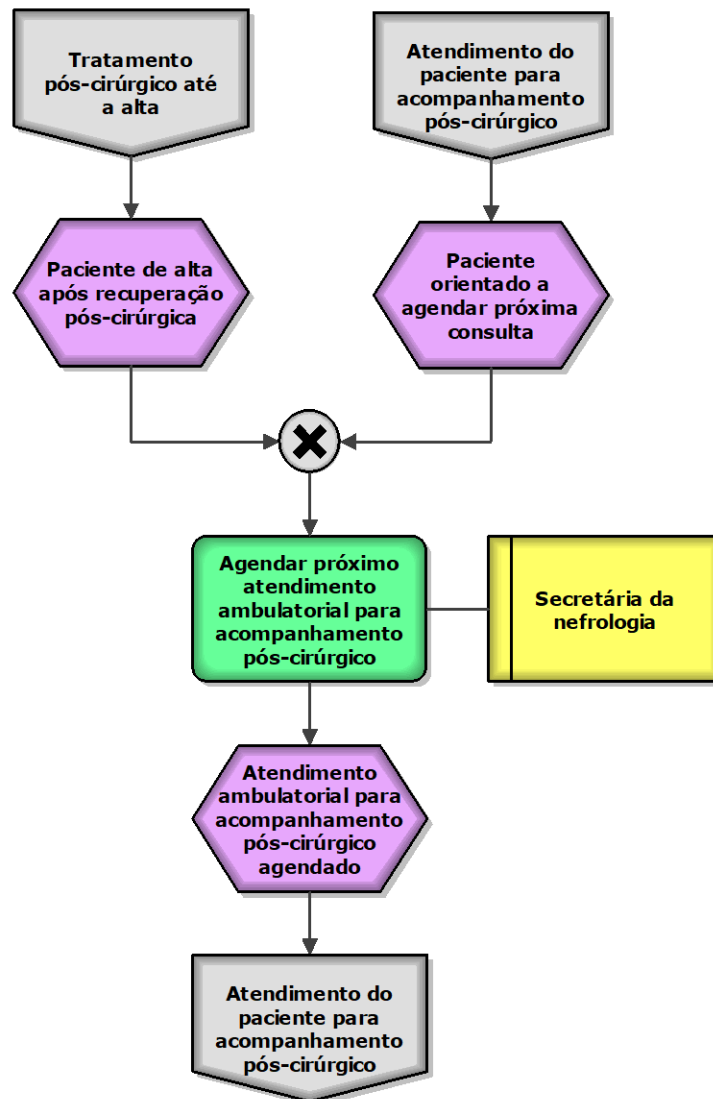 Tratamento
pós-cirúrgico até
a alta
Atendimento do
paciente para
acompanhamento
pós-cirúrgico
Paciente de alta
após recuperação
pós-cirúrgica
Paciente
orientado a
agendar próxima
consulta
Agendar próximo
atendimento
ambulatorial para
acompanhamento
pós-cirúrgico
Secretária da
nefrologia
Atendimento
ambulatorial para
acompanhamento
pós-cirúrgico
agendado
Atendimento do
paciente para
acompanhamento
pós-cirúrgico